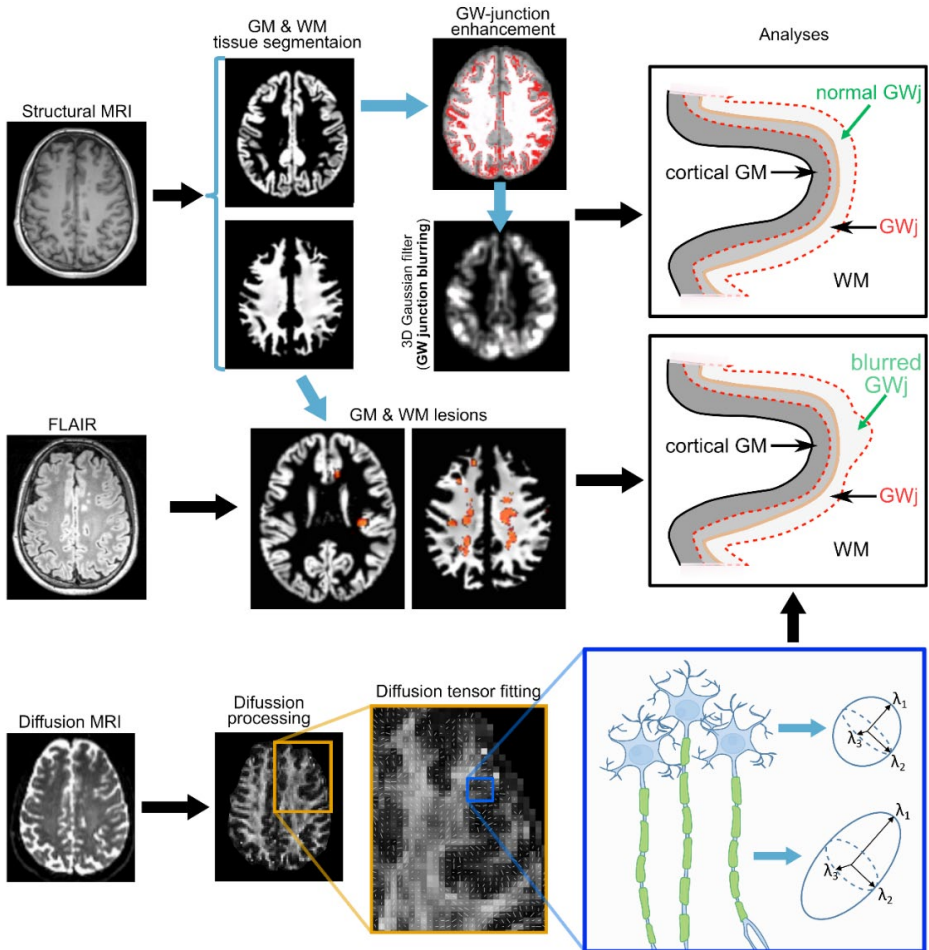 GM & WM
tissue segmentaion
GW-junction
enhancement
Analyses
Structural MRI
normal GWj
cortical GM
GWj
WM
3D Gaussian filter
(GW junction blurring)
FLAIR
GM & WM lesions
blurred
GWj
cortical GM
GWj
WM
Diffusion MRI
Difussion
processing
Diffusion tensor fitting
λ1
λ3
λ2
λ1
λ3
λ2